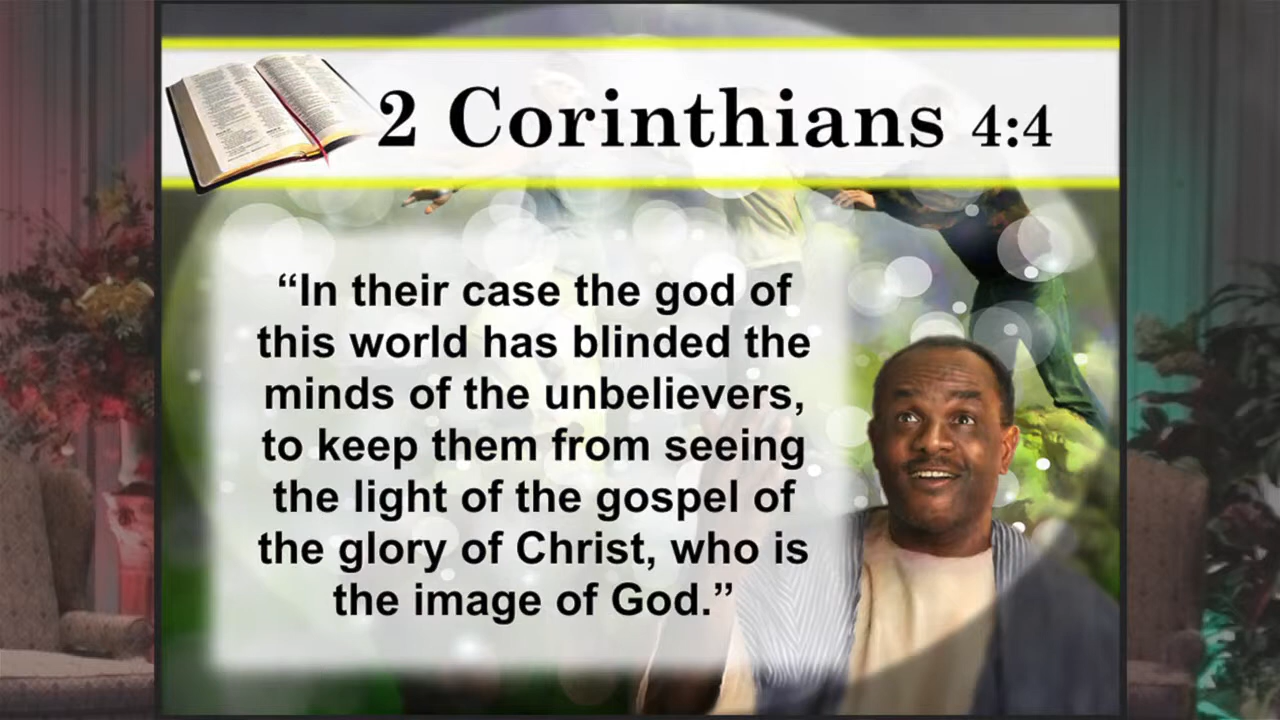 2 Corinthians 4:4
“In their case the god of
this world has blinded the
minds of the unbelievers,
to keep them from seeing
the light of the gospel of
the glory of Christ, who is
the image of God.”